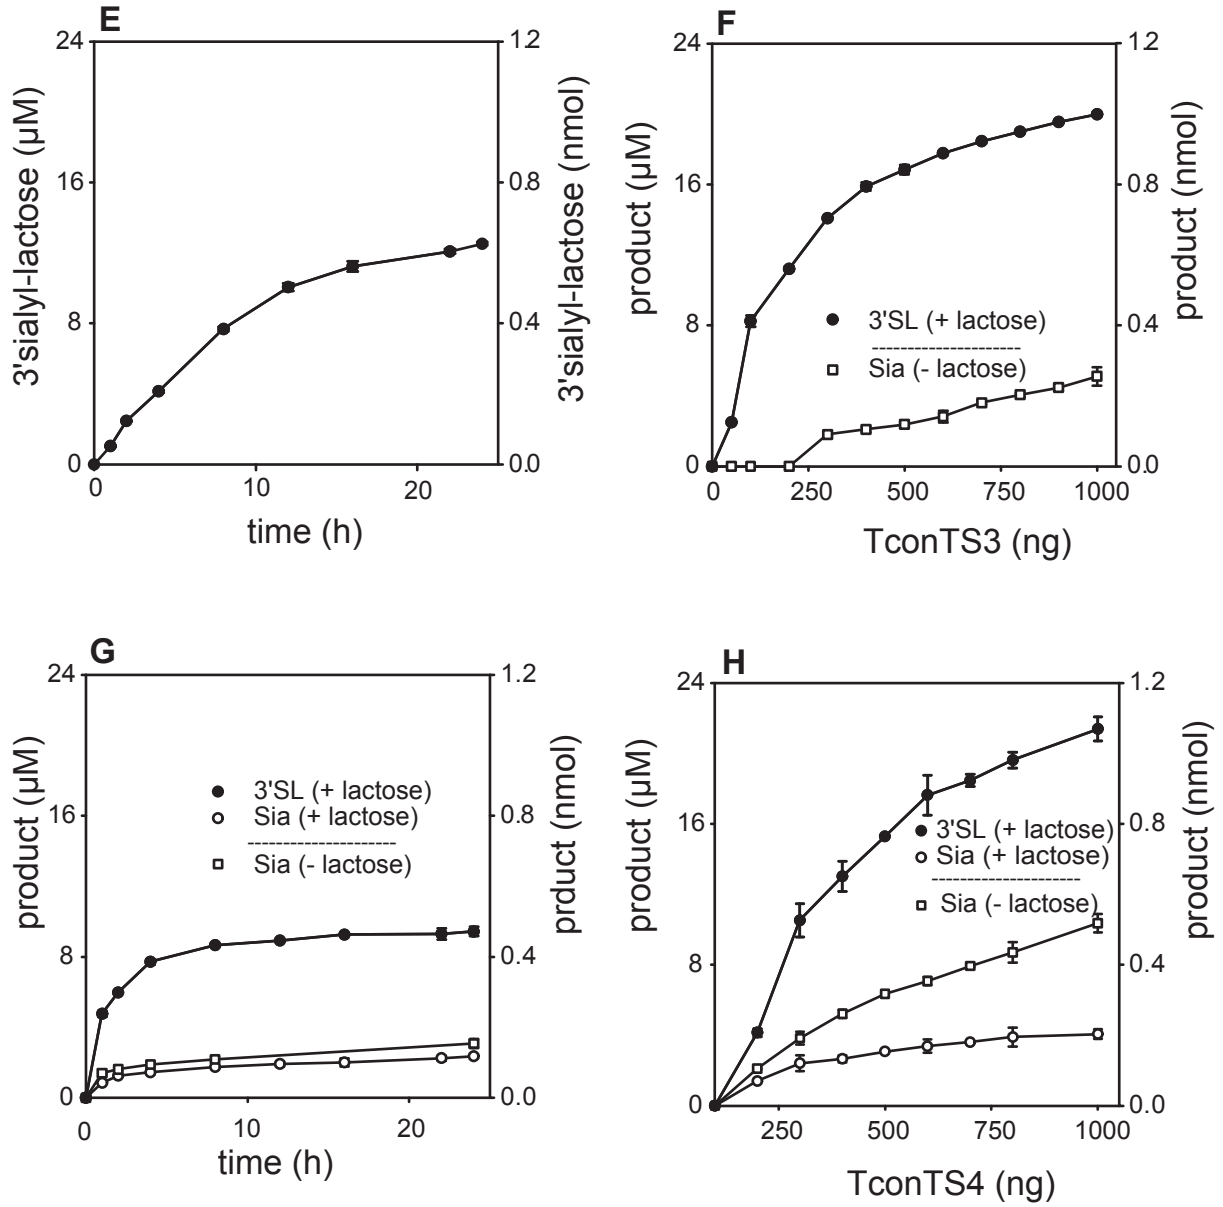 E
24
16
8
0
1.2
0.8
0.4
0.0
3'sialyl-lactose (µM)
3'sialyl-lactose (nmol)
0
10
20
time (h)
F
24
16
8
0
1.2
0.8
0.4
0.0
product (µM)
product (nmol)
3'SL (+ lactose)
----------------------
Sia (- lactose)
0
250
500
750
1000
TconTS3 (ng)
G
24
16
8
0
1.2
0.8
0.4
0.0
product (µM)
prduct (nmol)
3'SL (+ lactose)
Sia (+ lactose)
----------------------
Sia (- lactose)
0
10
20
time (h)
H
24
16
8
0
1.2
0.8
0.4
0.0
product (µM)
product (nmol)
3'SL (+ lactose)
Sia (+ lactose)
----------------------
Sia (- lactose)
250
500
750
1000
TconTS4 (ng)